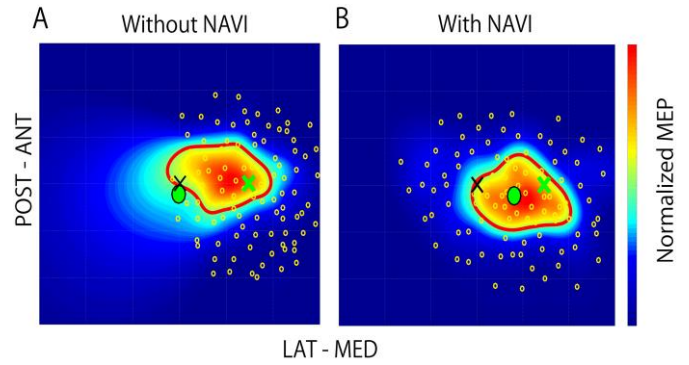 A
Without NAVI
B
With NAVI
POST - ANT
Normalized MEP
LAT - MED